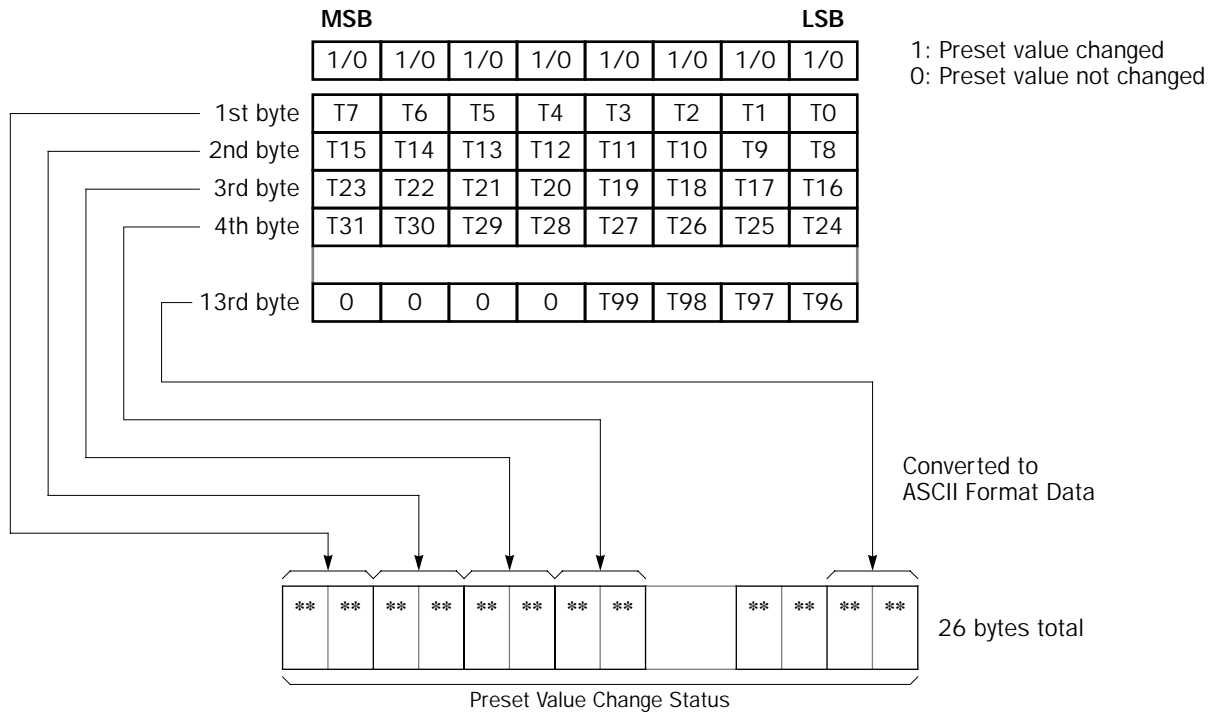 MSB LSB
1/0 1/0 1/0 1/0 1/0 1/0 1/0 1/0
1: Preset value changed
0: Preset value not changed
1st byte T7 T6 T5 T4 T3 T2 T1 T0
2nd byte T15 T14 T13 T12 T11 T10 T9 T8
3rd byte T23 T22 T21 T20 T19 T18 T17 T16
4th byte T31 T30 T29 T28 T27 T26 T25 T24
13rd byte 0 0 0 0 T99 T98 T97 T96
Converted to
ASCII Format Data
** ** ** ** ** ** ** ** ** ** ** **
26 bytes total
Preset Value Change Status